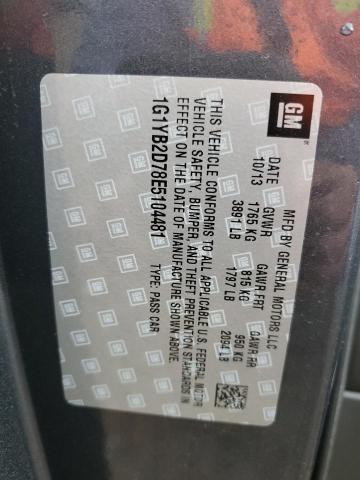 GM
MFD BY GENERAL MOTORS LLC
DATE GVWR GAWR FRT GAWR RR
10/13 1765 KG 815 KG 950 KG
3891 LB 1797 LB 2094 LB
THIS VEHICLE CONFORMS TO ALL APPLICABLE U.S. FEDERAL MOTOR
VEHICLE SAFETY, BUMPER, AND THEFT PREVENTION STANDARDS IN
EFFECT ON THE DATE OF MANUFACTURE SHOWN ABOVE.
1G1YB2D78E5104481 TYPE: PASS CAR